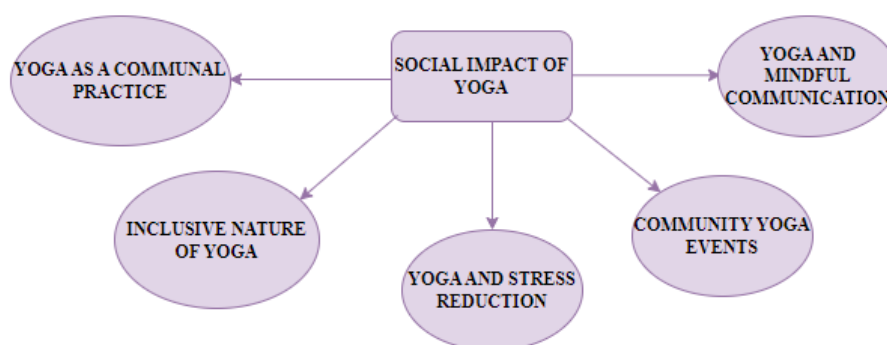 SOCIAL IMPACT OF
YOGA
YOGA AS A COMMUNAL
PRACTICE
YOGA AND
MINDFUL
COMMUNICATION
INCLUSIVE NATURE
OF YOGA
COMMUNITY YOGA
EVENTS
YOGA AND STRESS
REDUCTION